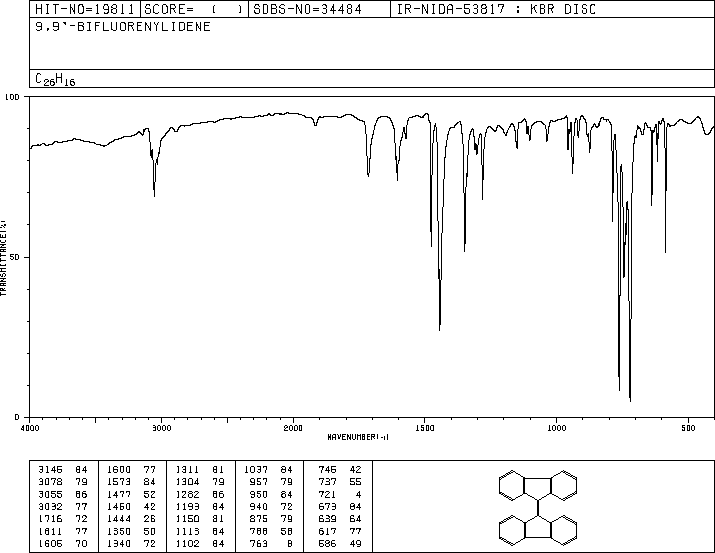 HIT-NO=19811 SCORE= ( ) SDBS-NO=34484 IR-NIDA-53817 : KBR DISC
9,9'-BIFLUORENYLIDENE
C26H16
100
TRANSMITTANCE(%)
50
0
4000 3000 2000 1500 1000 500
WAVENUMBER(-1)
3145 84 1600 77 1311 81 1037 84 745 42
3078 79 1573 84 1304 79 957 79 737 55
3055 66 1477 52 1282 66 950 84 721 4
3032 77 1450 42 1193 84 940 72 673 84
1716 72 1444 26 1150 81 875 79 639 64
1611 77 1350 50 1113 84 788 58 617 77
1605 70 1340 72 1102 84 763 8 586 49